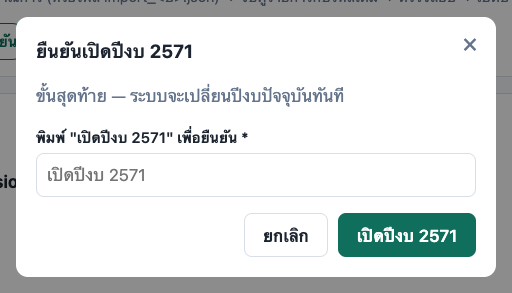 ยืนยันเปิดปีงบ 2571
ขั้นสุดท้าย — ระบบจะเปลี่ยนปีงบปัจจุบันทันที
พิมพ์ "เปิดปีงบ 2571" เพื่อยืนยัน *
เปิดปีงบ 2571
ยกเลิก
เปิดปีงบ 2571